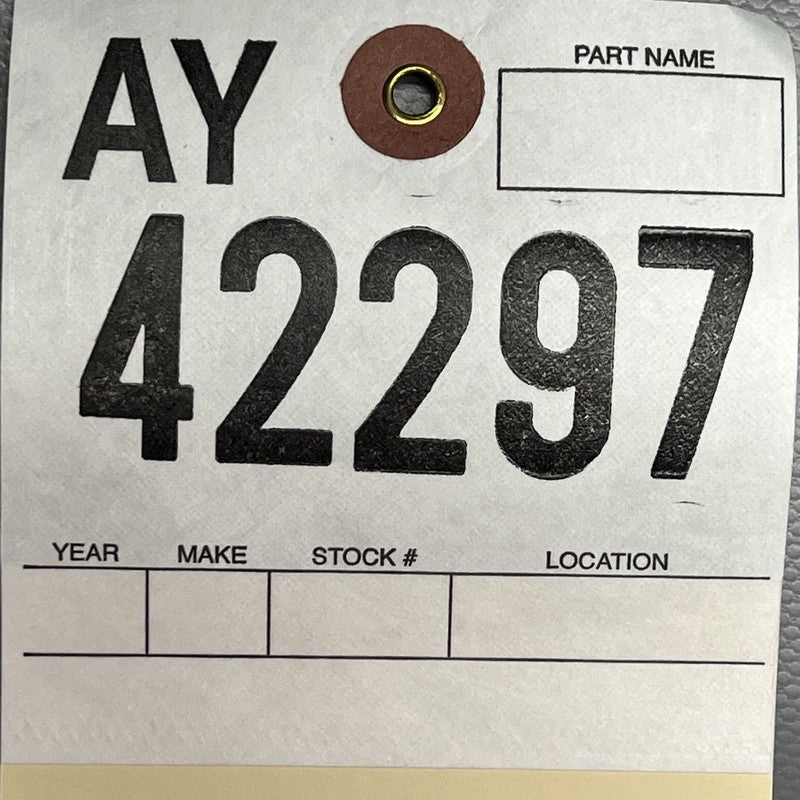 AY
PART NAME
42297
YEAR MAKE STOCK # LOCATION